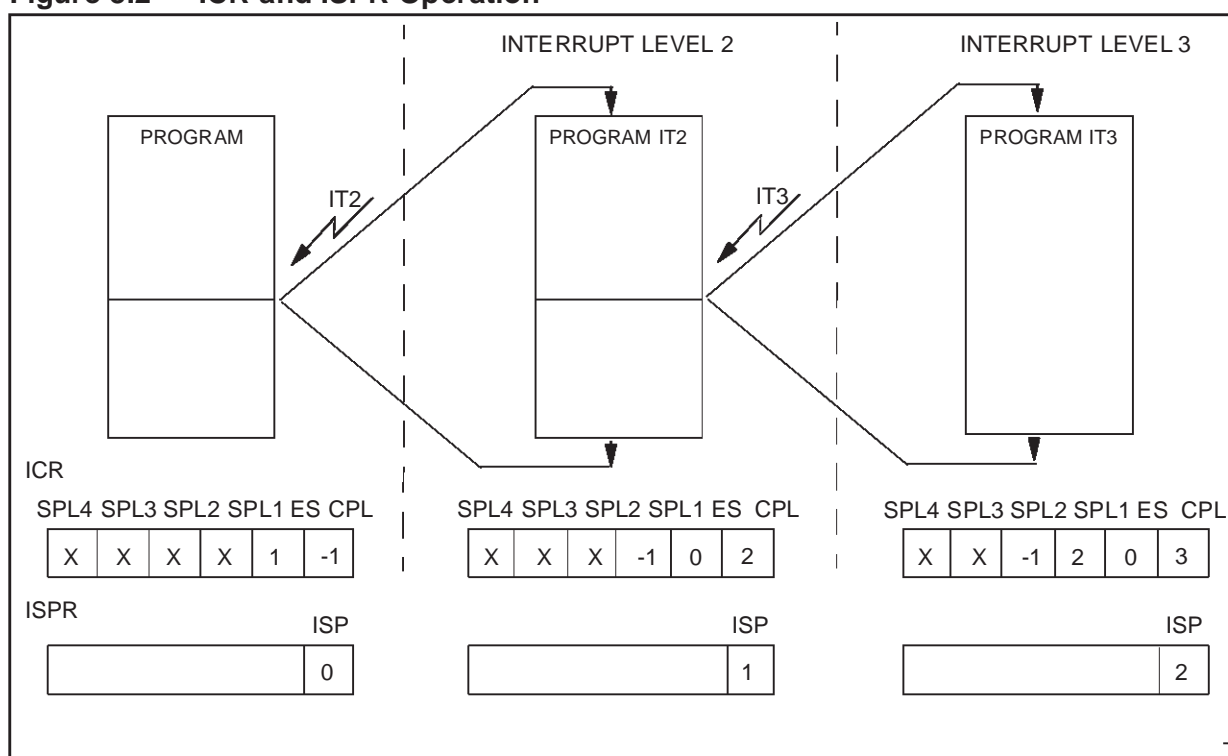 INTERRUPT LEVEL 2
INTERRUPT LEVEL 3
PROGRAM
PROGRAM IT2
PROGRAM IT3
IT2
IT3
ICR
SPL4 SPL3 SPL2 SPL1 ES CPL
X X X X 1 -1
SPL4 SPL3 SPL2 SPL1 ES CPL
X X X -1 0 2
SPL4 SPL3 SPL2 SPL1 ES CPL
X X -1 2 0 3
ISPR
ISP
0
ISP
1
ISP
2